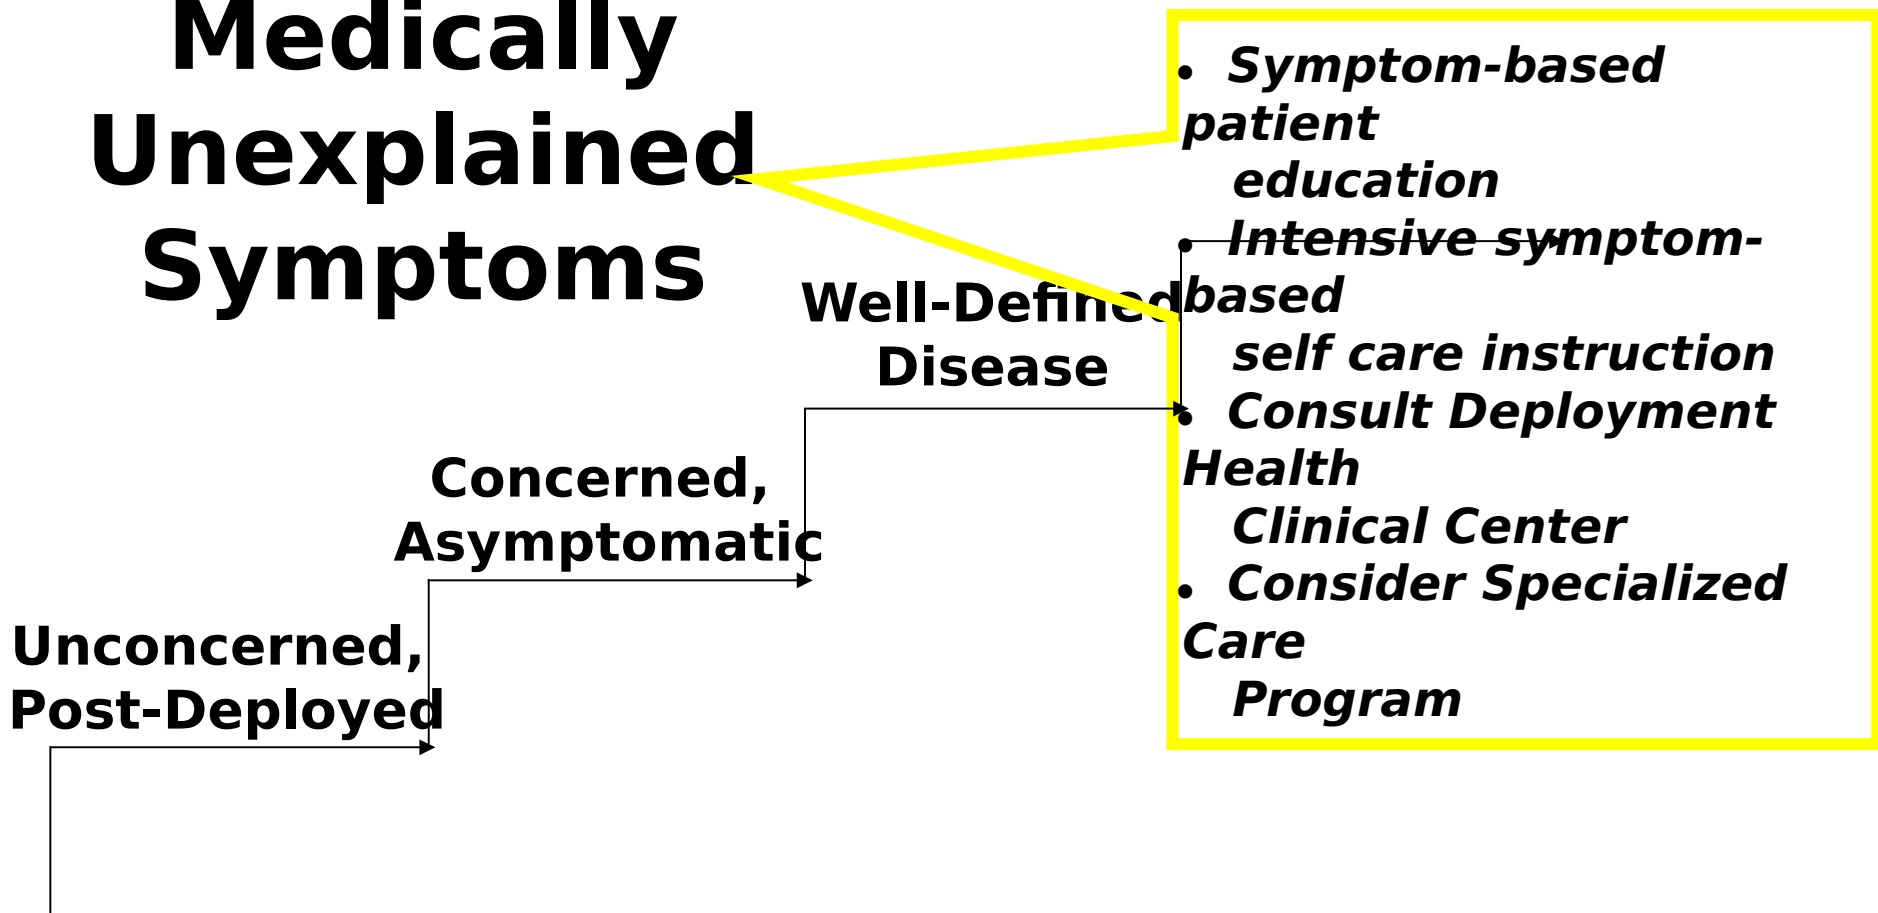 Medically
Unexplained
Symptoms
• Symptom-based
patient
education
• Intensive symptom-
based
self care instruction
• Consult Deployment
Health
Clinical Center
• Consider Specialized
Care
Program
Well-Defined
Disease
Concerned,
Asymptomatic
Unconcerned,
Post-Deployed